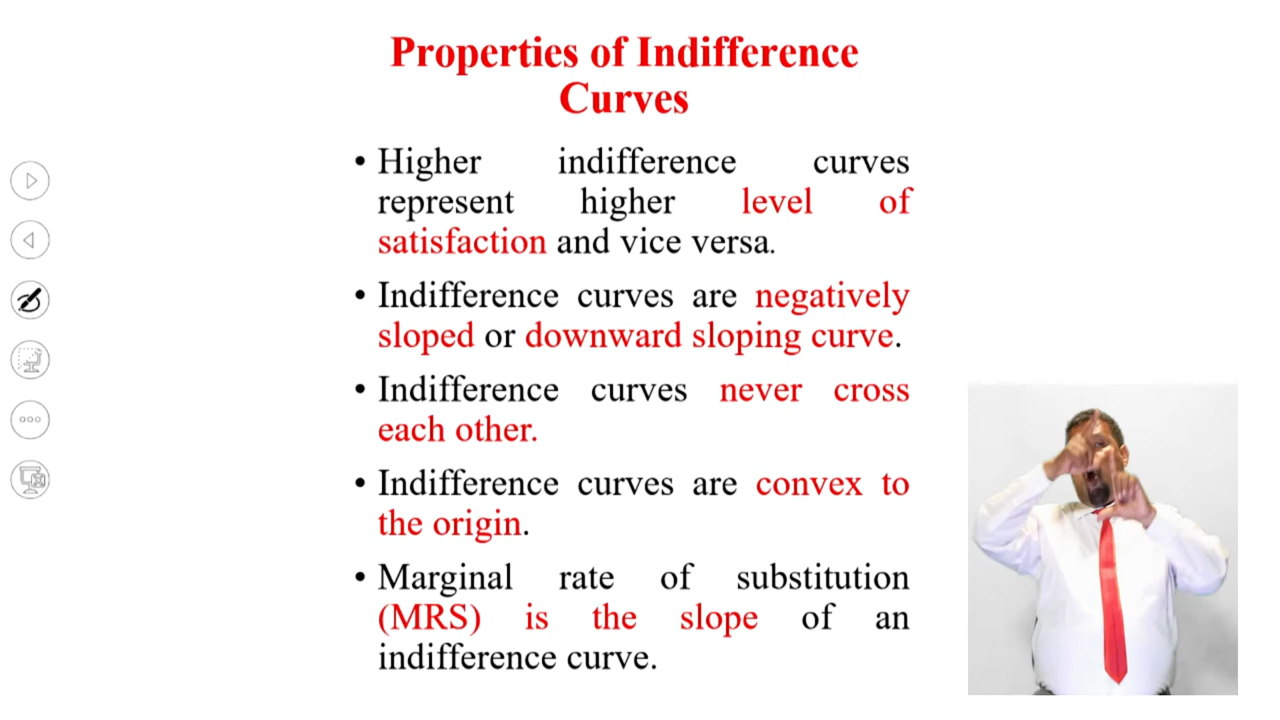 Properties of Indifference
Curves
• Higher indifference curves
represent higher level of
satisfaction and vice versa.
• Indifference curves are negatively
sloped or downward sloping curve.
• Indifference curves never cross
each other.
• Indifference curves are convex to
the origin.
• Marginal rate of substitution
(MRS) is the slope of an
indifference curve.